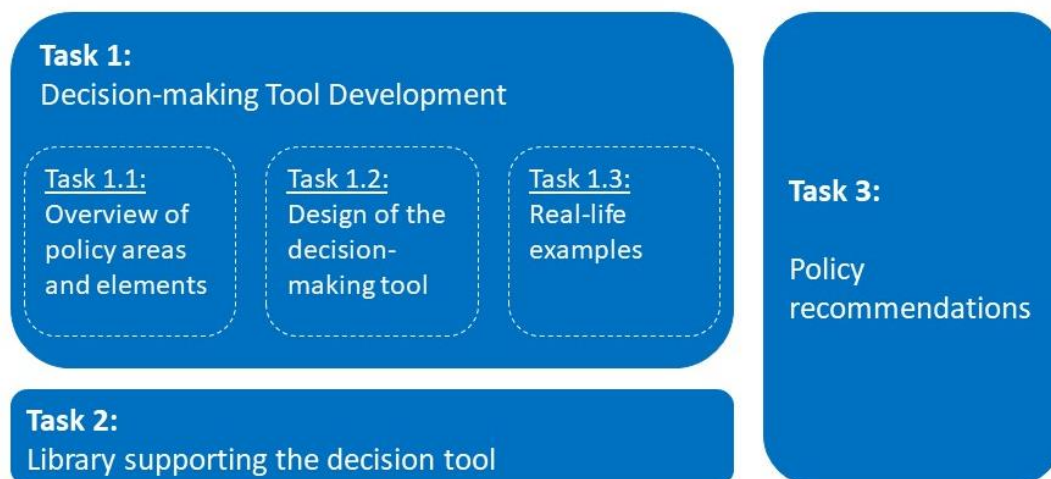 Task 1:
Decision-making Tool Development
Task 1.1:
Overview of
policy areas
and elements
Task 1.2:
Design of the
decision-
making tool
Task 1.3:
Real-life
examples
Task 2:
Library supporting the decision tool
Task 3:
Policy
recommendations